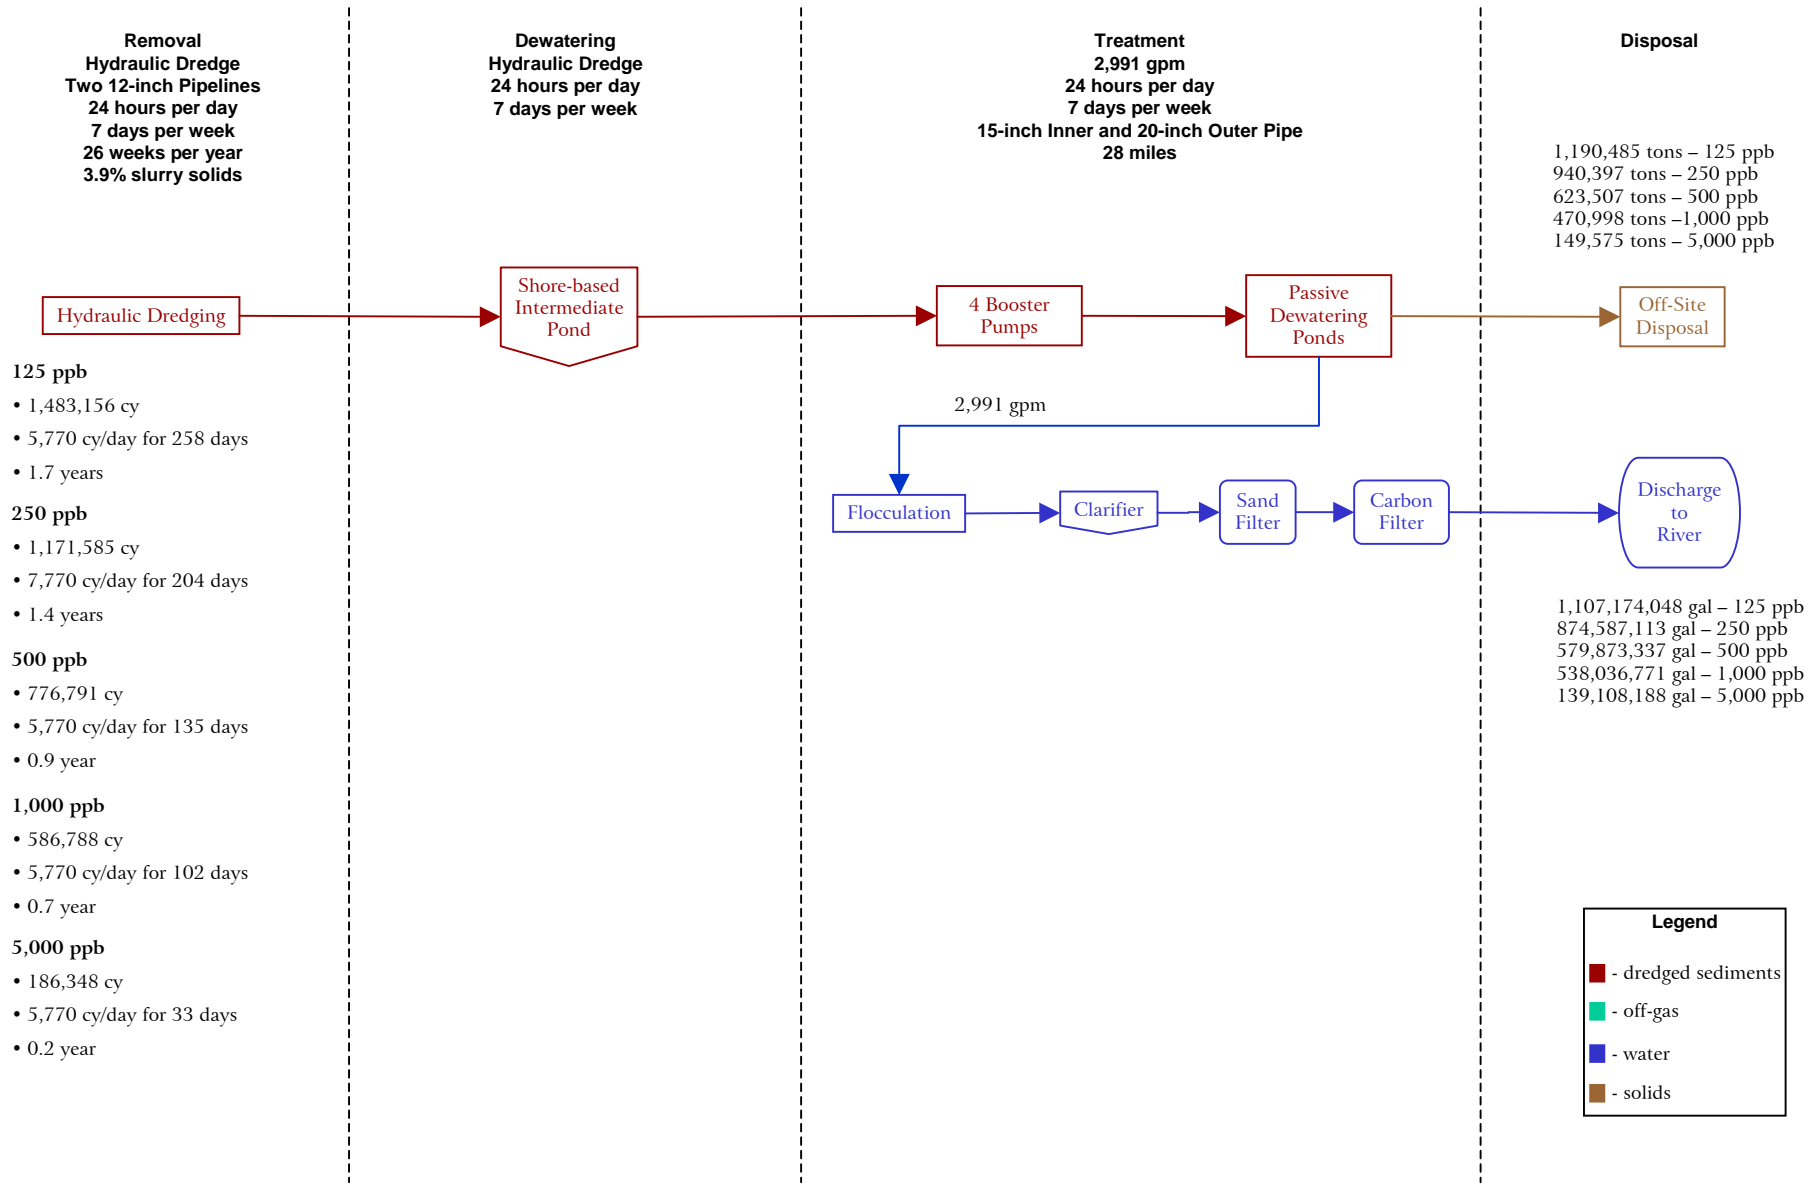 Removal
Hydraulic Dredge
Two 12-inch Pipelines
24 hours per day
7 days per week
26 weeks per year
3.9% slurry solids
Dewatering
Hydraulic Dredge
24 hours per day
7 days per week
Treatment
2,991 gpm
24 hours per day
7 days per week
15-inch Inner and 20-inch Outer Pipe
28 miles
Disposal
1,190,485 tons – 125 ppb
940,397 tons – 250 ppb
623,507 tons – 500 ppb
470,998 tons –1,000 ppb
149,575 tons – 5,000 ppb
Hydraulic Dredging
Shore-based
Intermediate
Pond
4 Booster
Pumps
Passive
Dewatering
Ponds
Off-Site
Disposal
125 ppb
• 1,483,156 cy
• 5,770 cy/day for 258 days
• 1.7 years
250 ppb
• 1,171,585 cy
• 7,770 cy/day for 204 days
• 1.4 years
500 ppb
• 776,791 cy
• 5,770 cy/day for 135 days
• 0.9 year
1,000 ppb
• 586,788 cy
• 5,770 cy/day for 102 days
• 0.7 year
5,000 ppb
• 186,348 cy
• 5,770 cy/day for 33 days
• 0.2 year
2,991 gpm
Flocculation
Clarifier
Sand
Filter
Carbon
Filter
Discharge
to
River
1,107,174,048 gal – 125 ppb
874,587,113 gal – 250 ppb
579,873,337 gal – 500 ppb
538,036,771 gal – 1,000 ppb
139,108,188 gal – 5,000 ppb
Legend
- dredged sediments
- off-gas
- water
- solids